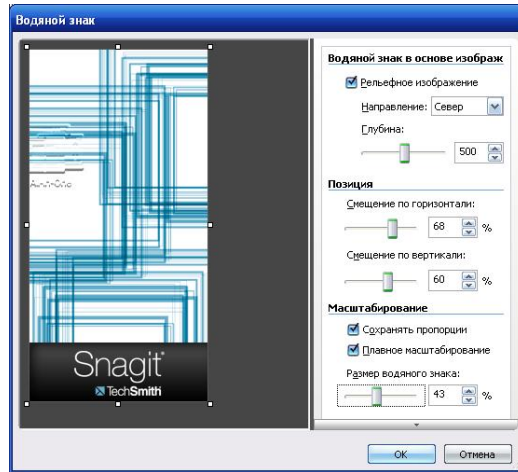 Водяной знак
Водяной знак в основе изображ
Рельефное изображение
Направление: Север
Глубина:
500
Позиция
Смещение по горизонтали:
68 %
Смещение по вертикали:
60 %
Масштабирование
Сохранять пропорции
Плавное масштабирование
Размер водяного знака:
43 %
Snagit
TechSmith
OK
Отмена